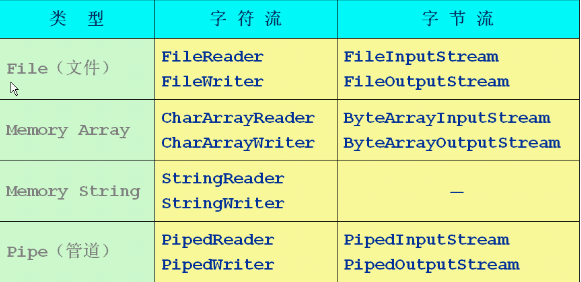 类 型 字 符 流 字 节 流
File（文件） FileReader FileInputStream
FileWriter FileOutputStream
Memory Array CharArrayReader ByteArrayInputStream
CharArrayWriter ByteArrayOutputStream
Memory String StringReader —
StringWriter
Pipe（管道） PipedReader PipedInputStream
PipedWriter PipedOutputStream